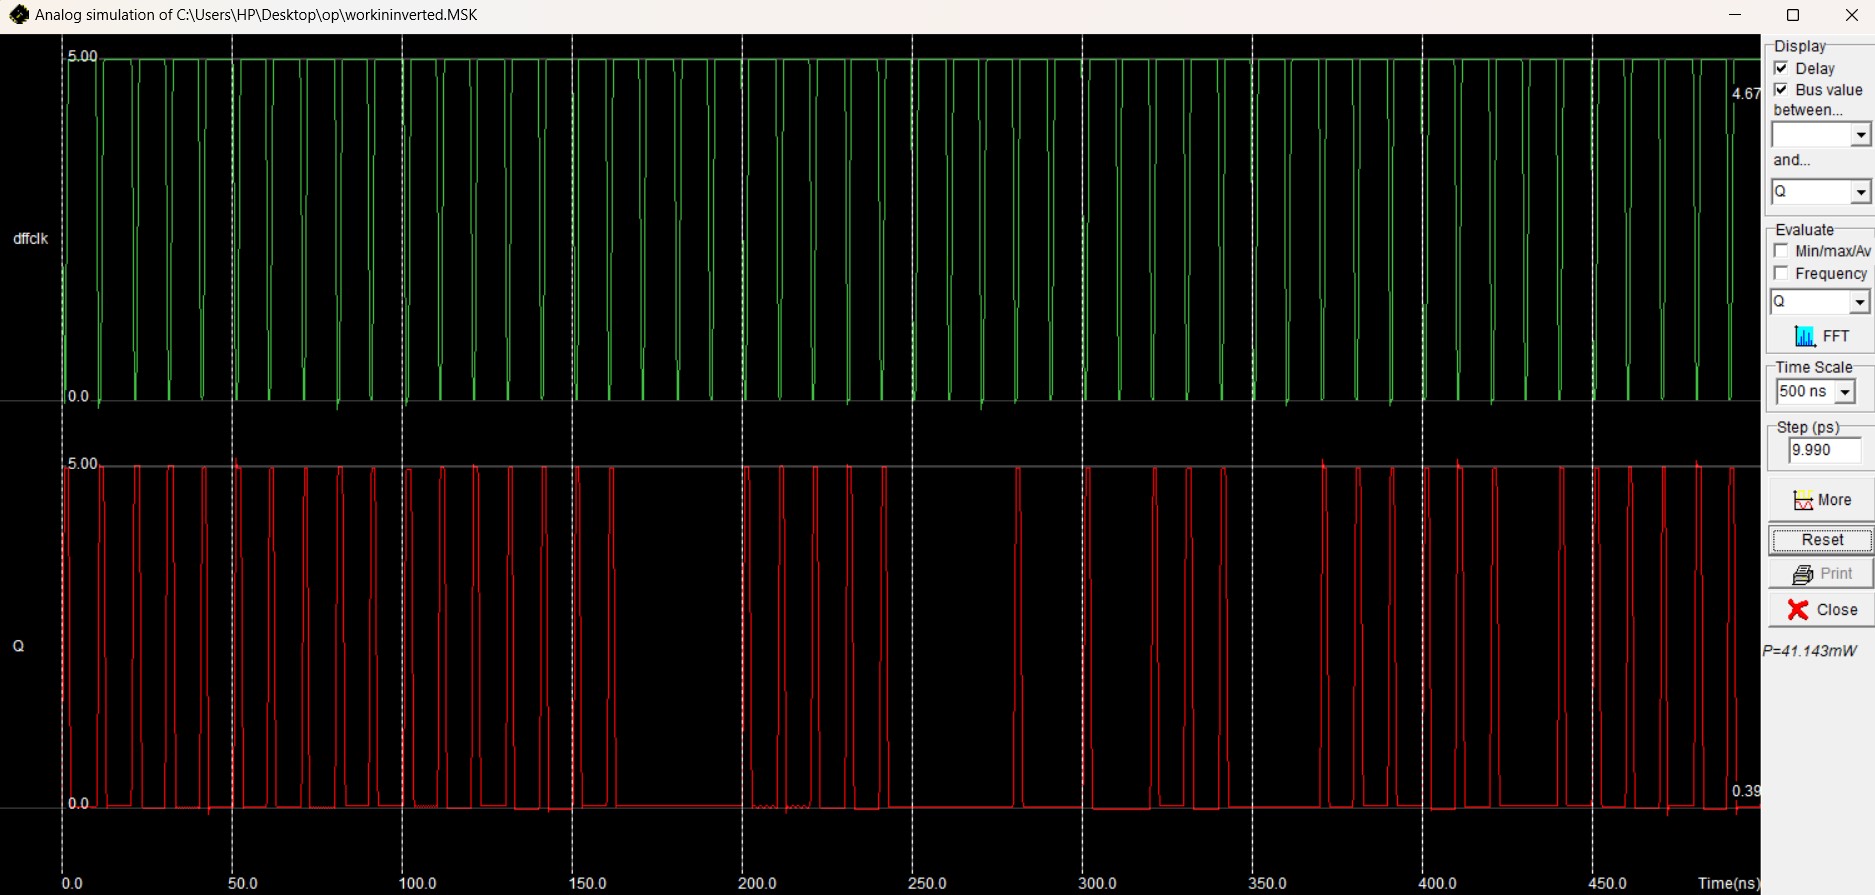 Analog simulation of C:\Users\HP\Desktop\op\workininverted.MSK
5.00
4.67
dffclk
0.0
5.00
Q
0.0
0.39
0.0 50.0 100.0 150.0 200.0 250.0 300.0 350.0 400.0 450.0 Time(ns)
Display
Delay
Bus value
between...
and...
Q
Evaluate
Min/max/Av
Frequency
Q
FFT
Time Scale
500 ns
Step (ps)
9.990
More
Reset
Print
Close
P=41.143mW